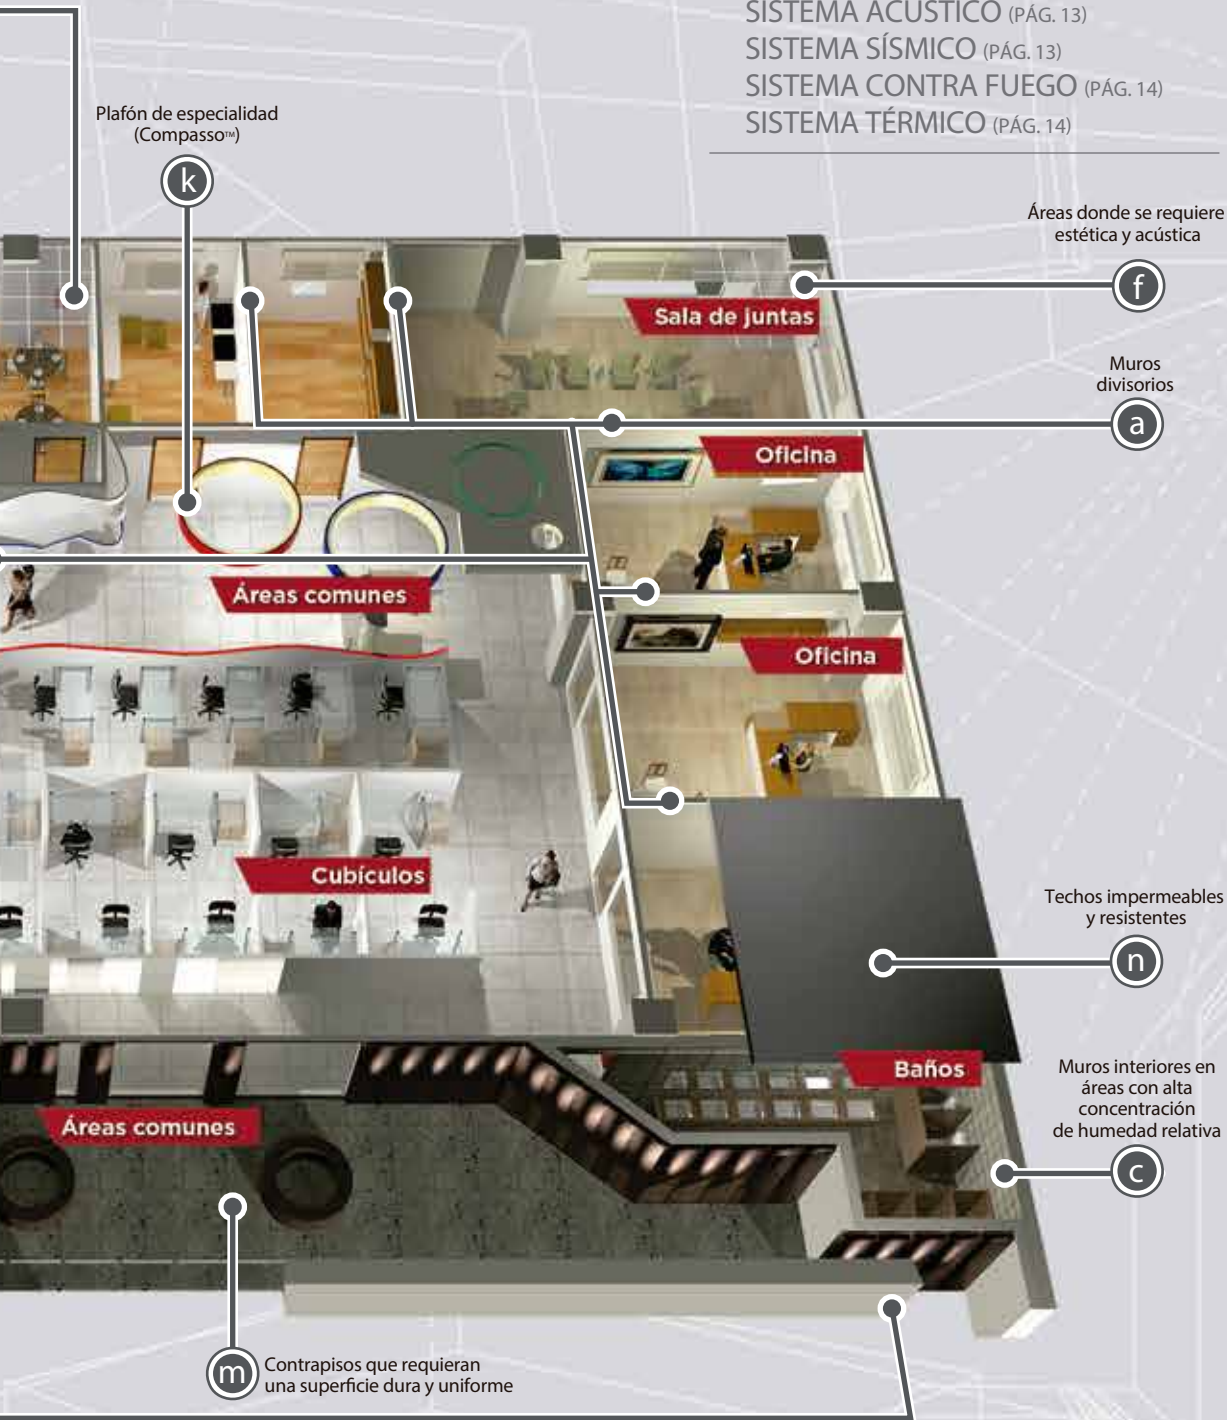 SISTEMA ACÚSTICO (PÁG. 13)
SISTEMA SÍSMICO (PÁG. 13)
SISTEMA CONTRA FUEGO (PÁG. 14)
SISTEMA TÉRMICO (PÁG. 14)
Plafón de especialidad
(Compasso™)
k
Áreas donde se requiere
estética y acústica
f
Sala de juntas
Muros
divisorios
a
Oficina
Áreas comunes
Oficina
Cubículos
Techos impermeables
y resistentes
n
Baños
Muros interiores en
áreas con alta
concentración
de humedad relativa
c
Áreas comunes
m
Contrapisos que requieran
una superficie dura y uniforme